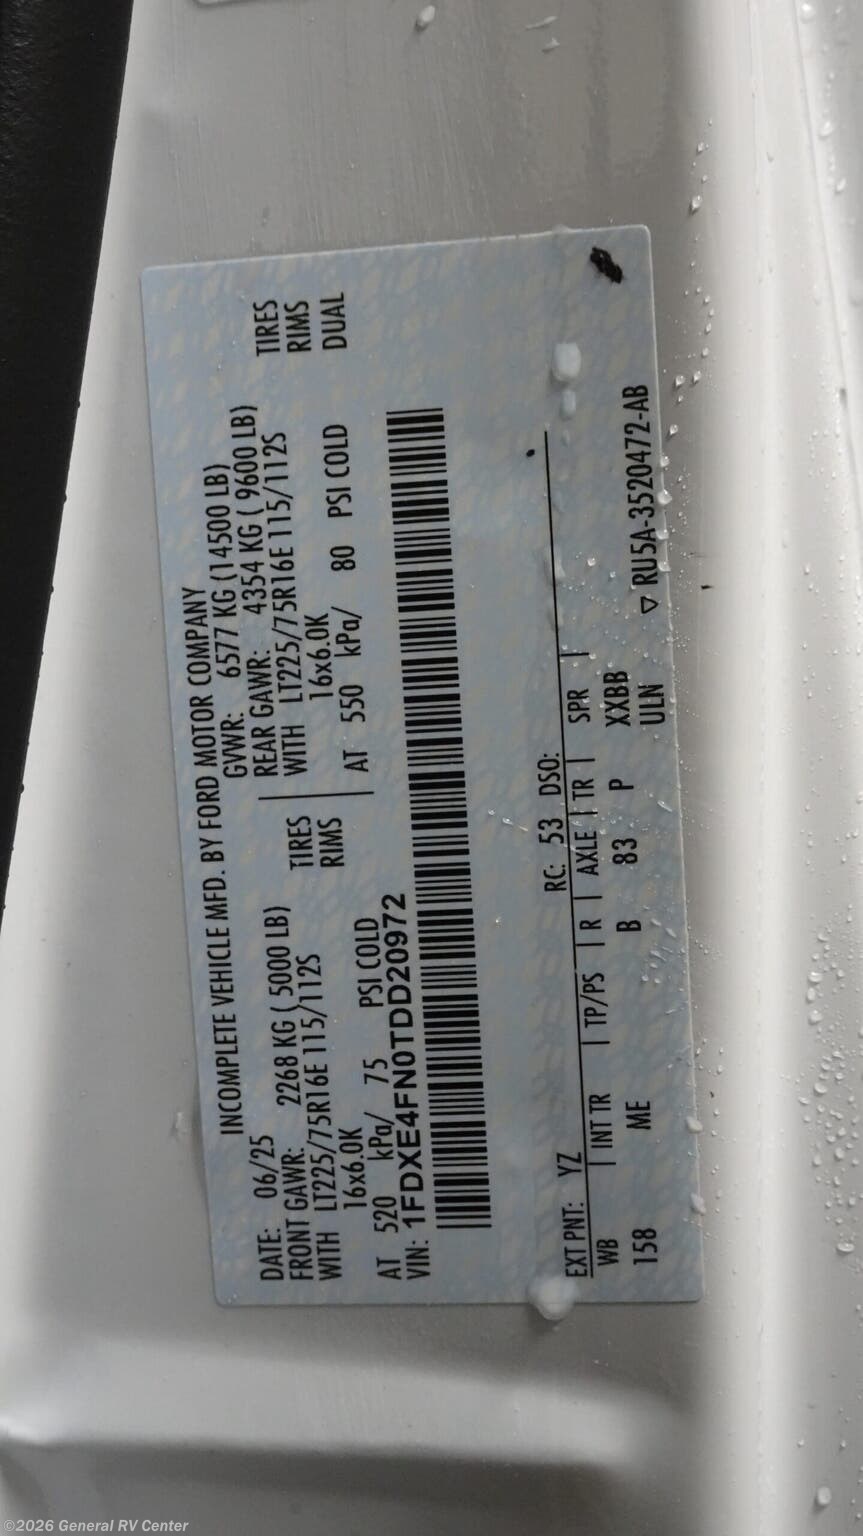 INCOMPLETE VEHICLE MFD. BY FORD MOTOR COMPANY
DATE: 06/25 GVWR: 6577 KG (14500 LB)
FRONT GAWR: 2268 KG ( 5000 LB) REAR GAWR: 4354 KG ( 9600 LB)
WITH LT225/75R16E 115/112S TIRES WITH LT225/75R16E 115/112S TIRES
16x6.0K RIMS 16x6.0K RIMS
AT 520 kPa/ 75 PSI COLD AT 550 kPa/ 80 PSI COLD DUAL
VIN: 1FDXE4FN0TDD20972
EXT PNT: YZ RC: 53 DSO:
WB INT TR TP/PS R AXLE TR SPR
158 ME B 83 P XXBB
ULN
▽ RU5A-3520472-AB
©2026 General RV Center